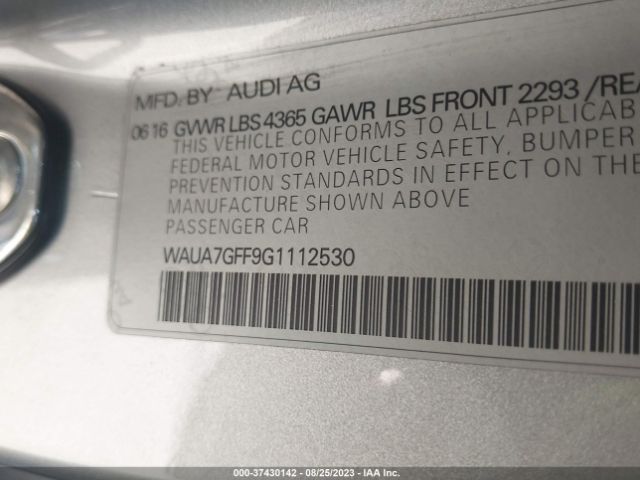 MFD. BY AUDI AG
0616 GVWR LBS 4365 GAWR LBS FRONT 2293 /REA
THIS VEHICLE CONFORMS TO ALL APPLICAB
FEDERAL MOTOR VEHICLE SAFETY, BUMPER
PREVENTION STANDARDS IN EFFECT ON THE
MANUFACTURE SHOWN ABOVE
PASSENGER CAR
WAUA7GFF9G1112530
000-37430142 - 08/25/2023 - IAA Inc.